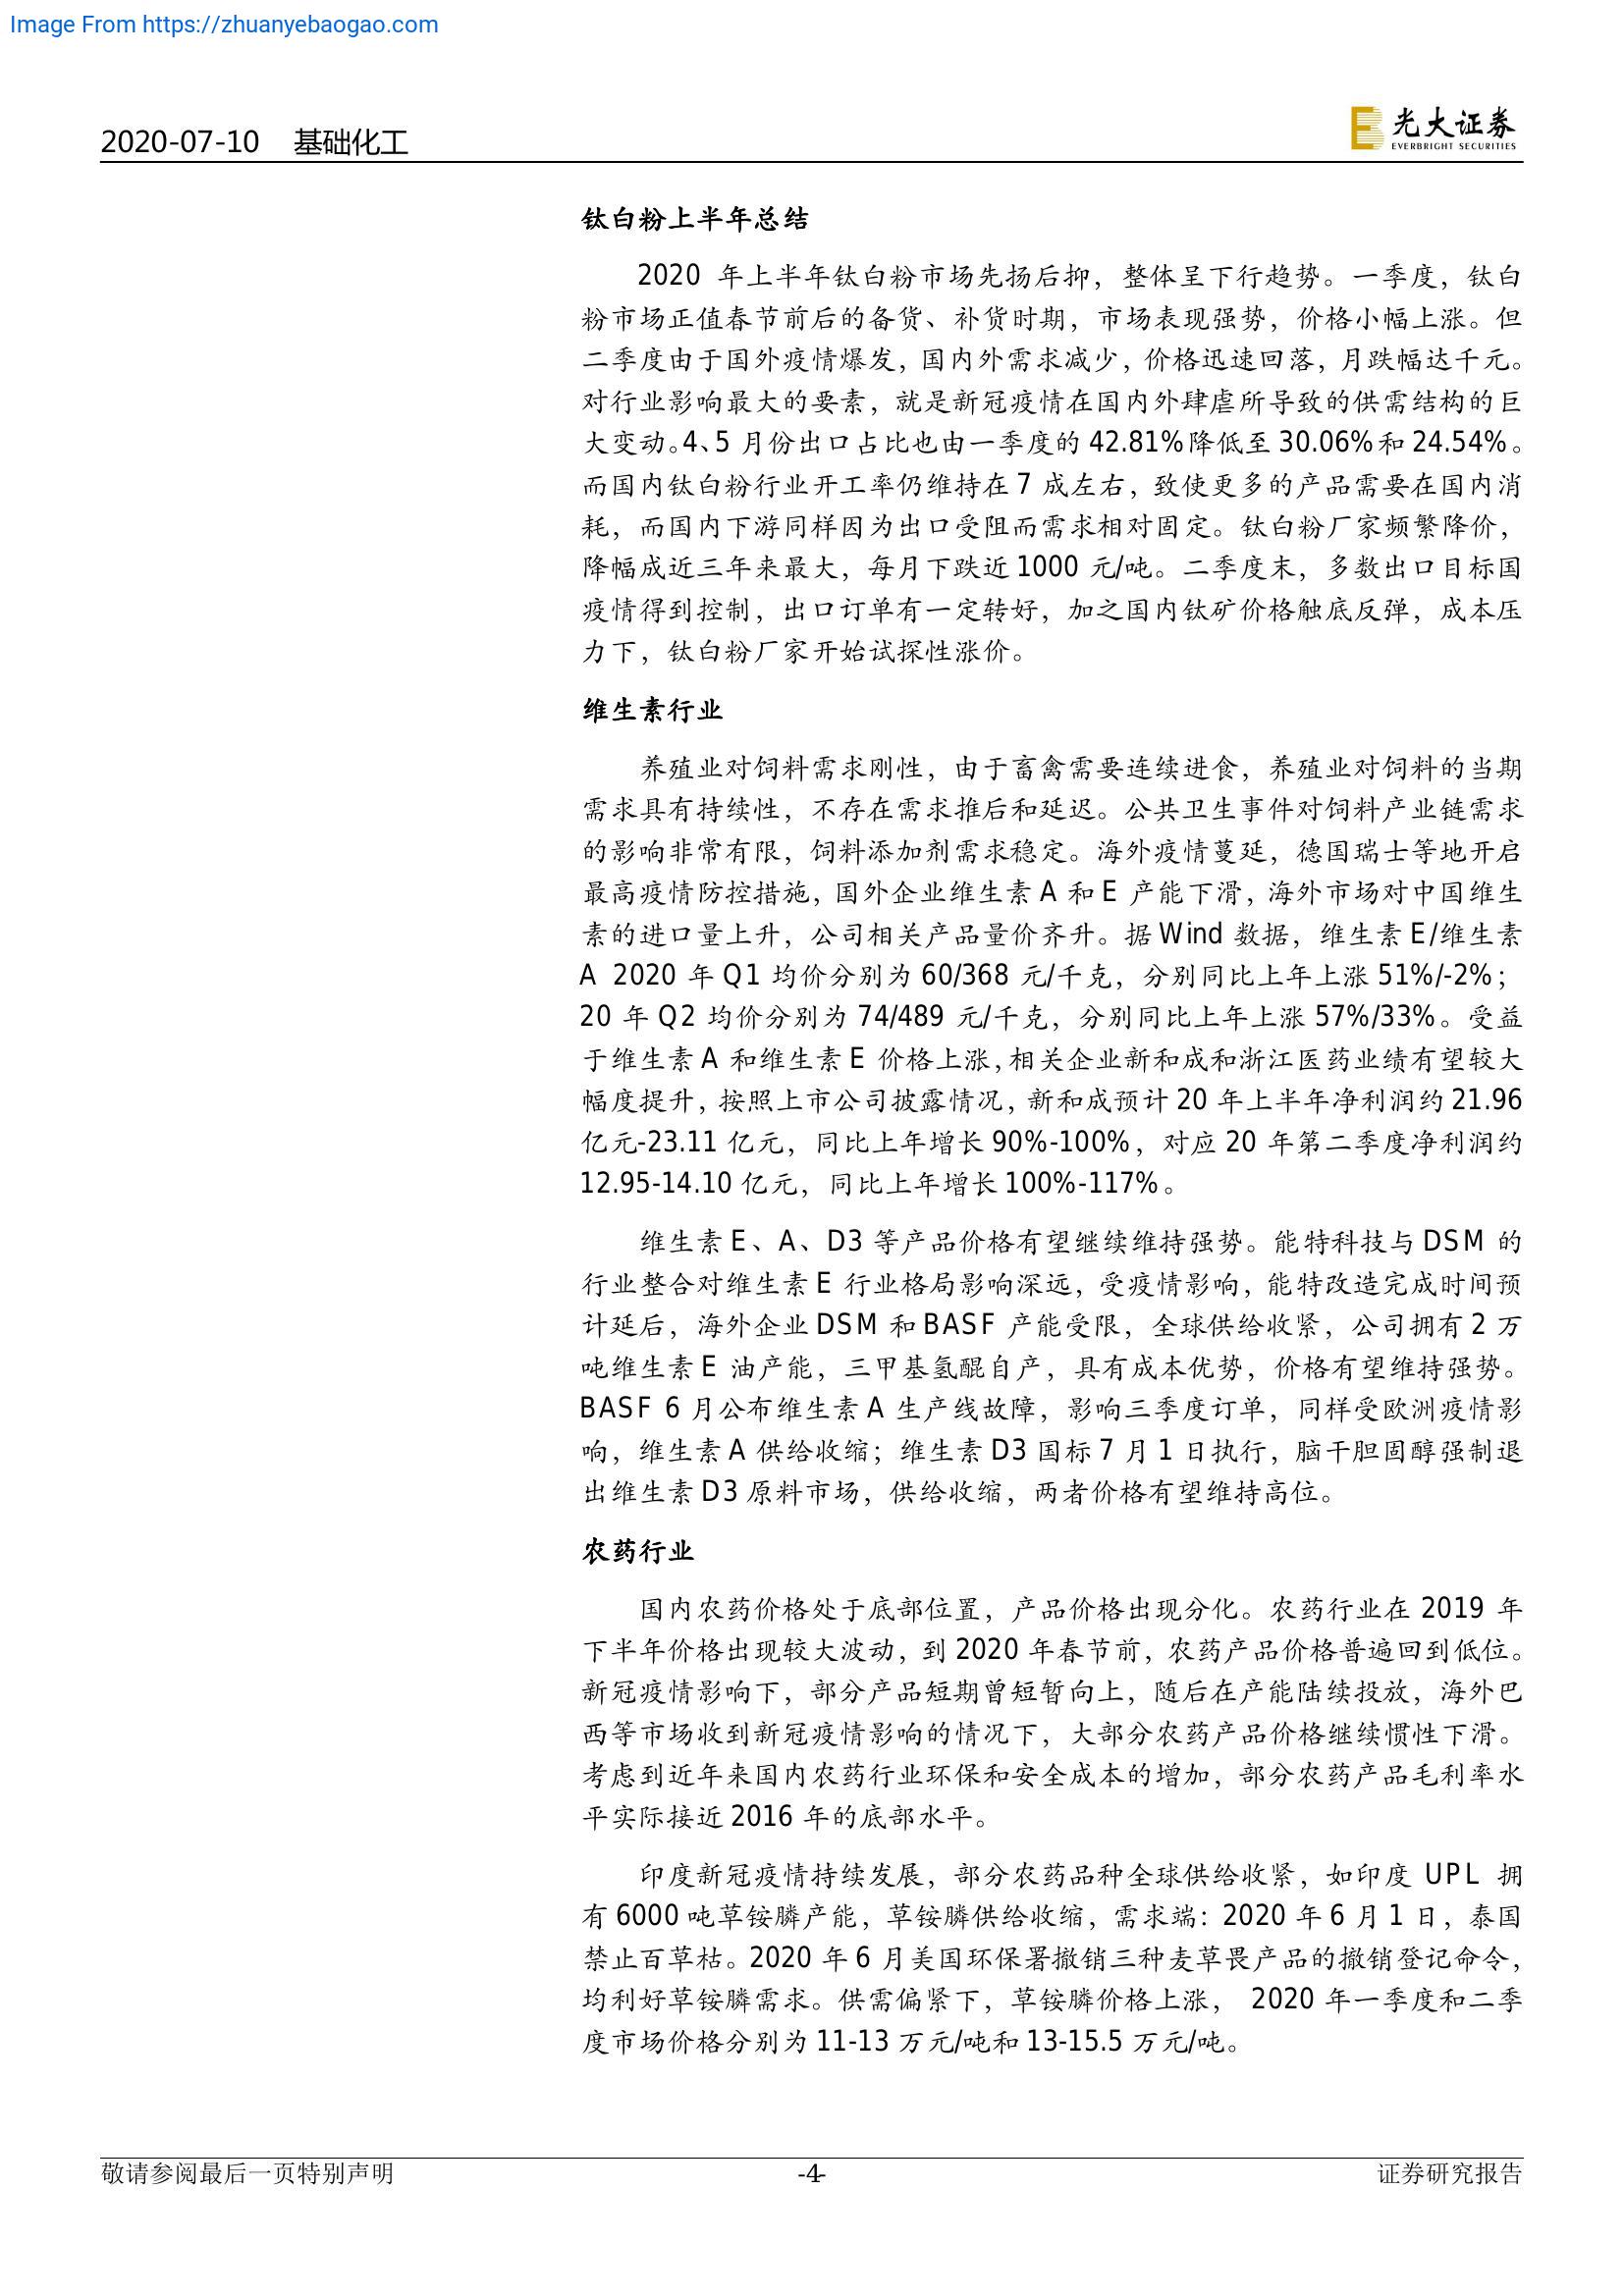 Image From https://zhuanyebaogao.com
2020-07-10 基础化工
光大证券
EVERBRIGHT SECURITIES
钛白粉上半年总结
2020 年上半年钛白粉市场先扬后抑，整体呈下行趋势。一季度，钛白
粉市场正值春节前后的备货、补货时期，市场表现强势，价格小幅上涨。但
二季度由于国外疫情爆发，国内外需求减少，价格迅速回落，月跌幅达千元。
对行业影响最大的要素，就是新冠疫情在国内外肆虐所导致的供需结构的巨
大变动。4、5 月份出口占比也由一季度的 42.81%降低至 30.06%和 24.54%。
而国内钛白粉行业开工率仍维持在 7 成左右，致使更多的产品需要在国内消
耗，而国内下游同样因为出口受阻而需求相对固定。钛白粉厂家频繁降价，
降幅成近三年来最大，每月下跌近 1000 元/吨。二季度末，多数出口目标国
疫情得到控制，出口订单有一定转好，加之国内钛矿价格触底反弹，成本压
力下，钛白粉厂家开始试探性涨价。
维生素行业
养殖业对饲料需求刚性，由于畜禽需要连续进食，养殖业对饲料的当期
需求具有持续性，不存在需求推后和延迟。公共卫生事件对饲料产业链需求
的影响非常有限，饲料添加剂需求稳定。海外疫情蔓延，德国瑞士等地开启
最高疫情防控措施，国外企业维生素 A 和 E 产能下滑，海外市场对中国维生
素的进口量上升，公司相关产品量价齐升。据 Wind 数据，维生素 E/维生素
A 2020 年 Q1 均价分别为 60/368 元/千克，分别同比上年上涨 51%/-2%；
20 年 Q2 均价分别为 74/489 元/千克，分别同比上年上涨 57%/33%。受益
于维生素 A 和维生素 E 价格上涨，相关企业新和成和浙江医药业绩有望较大
幅度提升，按照上市公司披露情况，新和成预计 20 年上半年净利润约 21.96
亿元-23.11 亿元，同比上年增长 90%-100%，对应 20 年第二季度净利润约
12.95-14.10 亿元，同比上年增长 100%-117%。
维生素 E、A、D3 等产品价格有望继续维持强势。能特科技与 DSM 的
行业整合对维生素 E 行业格局影响深远，受疫情影响，能特改造完成时间预
计延后，海外企业 DSM 和 BASF 产能受限，全球供给收紧，公司拥有 2 万
吨维生素 E 油产能，三甲基氢醌自产，具有成本优势，价格有望维持强势。
BASF 6 月公布维生素 A 生产线故障，影响三季度订单，同样受欧洲疫情影
响，维生素 A 供给收缩；维生素 D3 国标 7 月 1 日执行，脑干胆固醇强制退
出维生素 D3 原料市场，供给收缩，两者价格有望维持高位。
农药行业
国内农药价格处于底部位置，产品价格出现分化。农药行业在 2019 年
下半年价格出现较大波动，到 2020 年春节前，农药产品价格普遍回到低位。
新冠疫情影响下，部分产品短期曾短暂向上，随后在产能陆续投放，海外巴
西等市场收到新冠疫情影响的情况下，大部分农药产品价格继续惯性下滑。
考虑到近年来国内农药行业环保和安全成本的增加，部分农药产品毛利率水
平实际接近 2016 年的底部水平。
印度新冠疫情持续发展，部分农药品种全球供给收紧，如印度 UPL 拥
有 6000 吨草铵膦产能，草铵膦供给收缩，需求端：2020 年 6 月 1 日，泰国
禁止百草枯。2020 年 6 月美国环保署撤销三种麦草畏产品的撤销登记命令，
均利好草铵膦需求。供需偏紧下，草铵膦价格上涨， 2020 年一季度和二季
度市场价格分别为 11-13 万元/吨和 13-15.5 万元/吨。
敬请参阅最后一页特别声明 -4- 证券研究报告